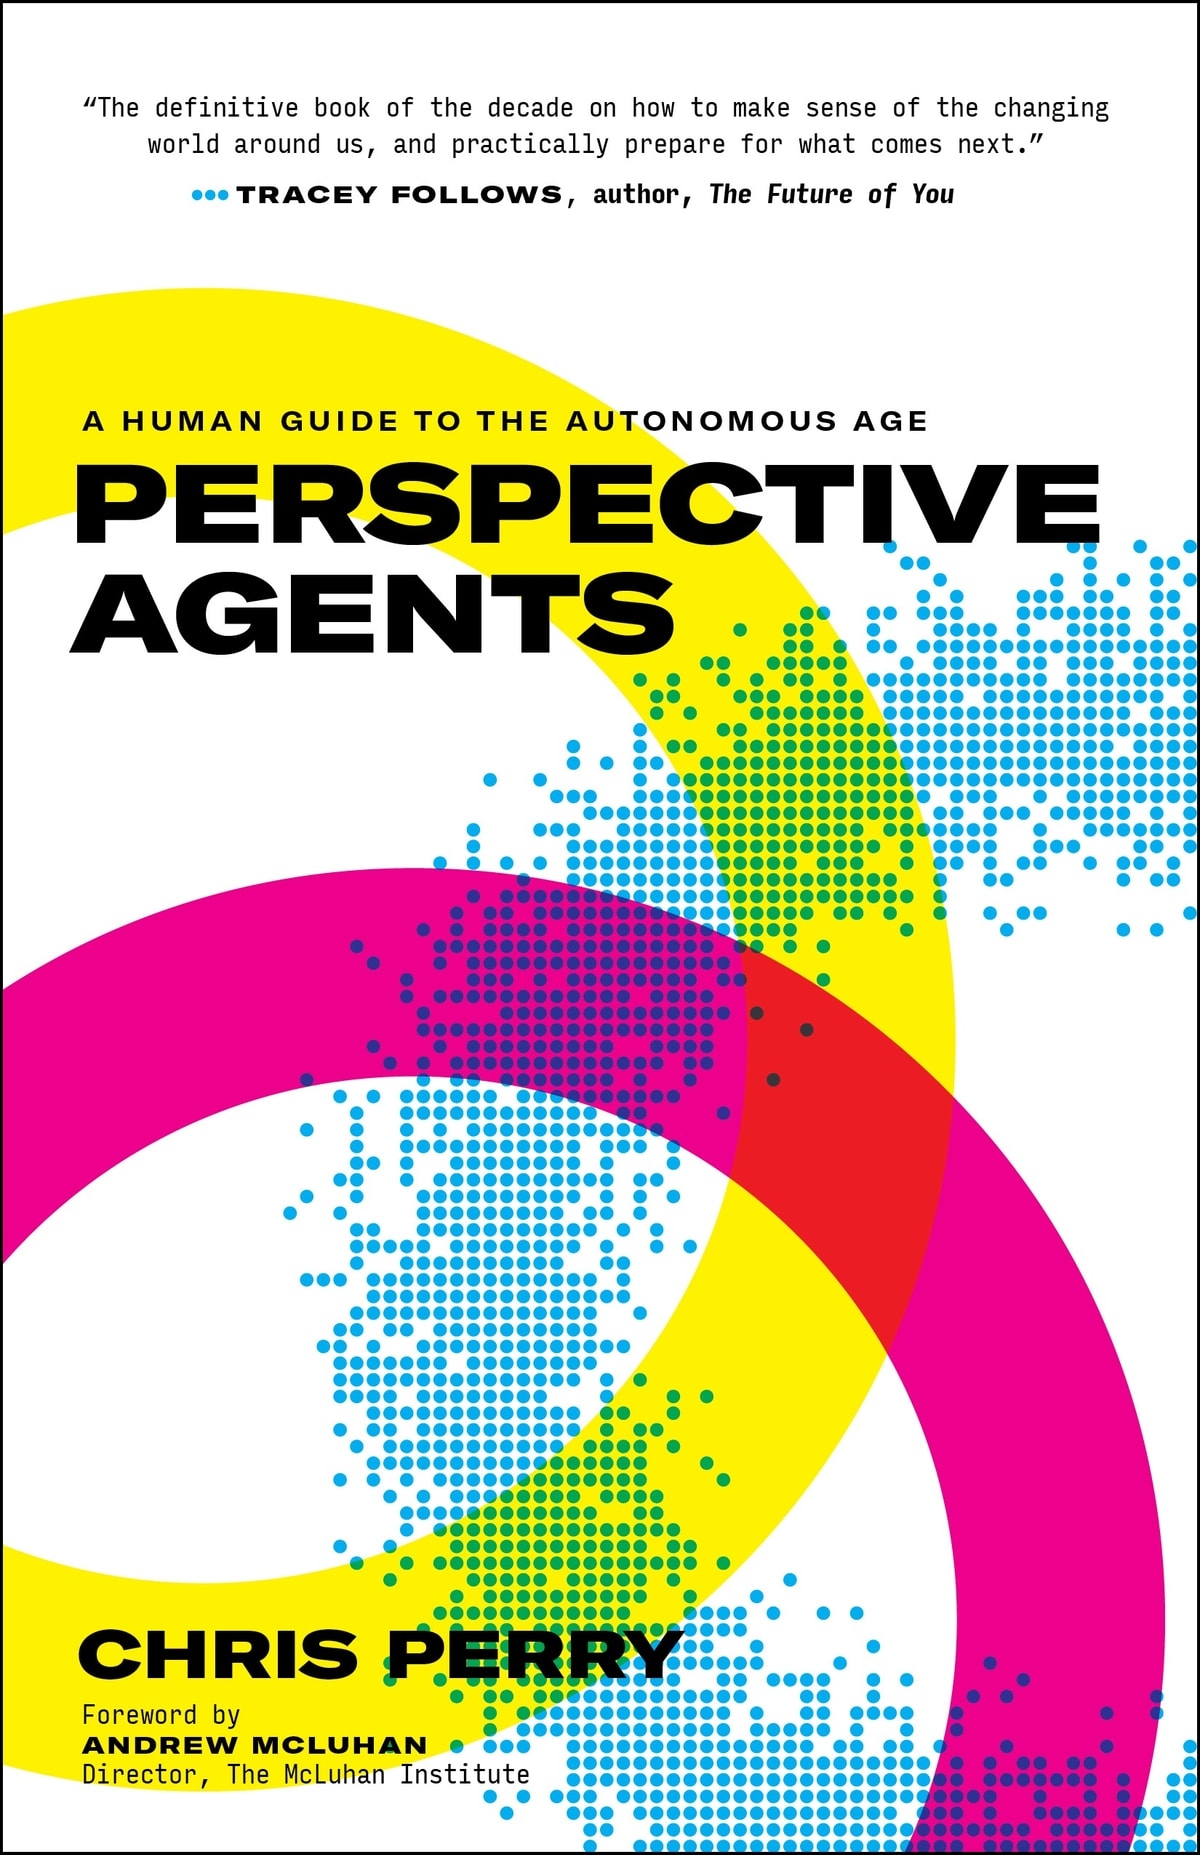 “The definitive book of the decade on how to make sense of the changing
world around us, and practically prepare for what comes next.”
TRACEY FOLLOWS, author, The Future of You
A HUMAN GUIDE TO THE AUTONOMOUS AGE
PERSPECTIVE
AGENTS
CHRIS PERRY
Foreword by
ANDREW MCLUHAN
Director, The McLuhan Institute